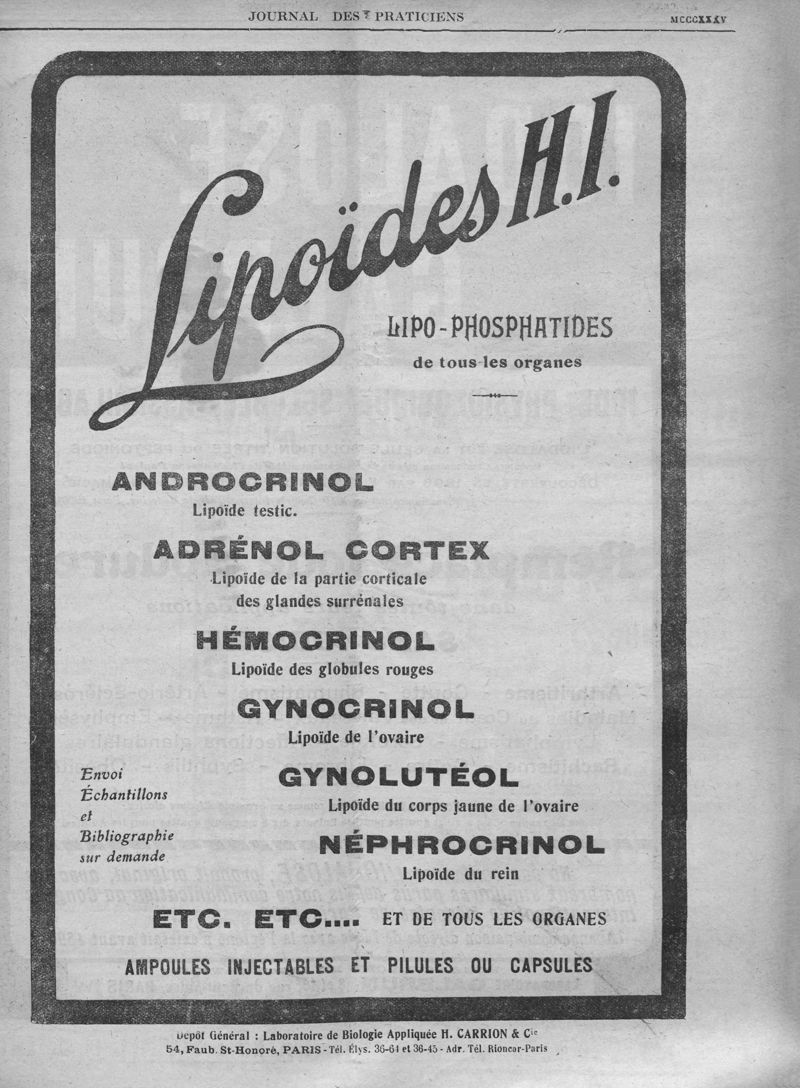 JOURNAL DES PRATICIENS
MCCCXXXV
Lipoïdes H.I.
LIPO-PHOSPHATIDES
de tous les organes
ANDROCRINOL
Lipoïde testic.
ADRÉNOL CORTEX
Lipoïde de la partie corticale
des glandes surrénales
HÉMOCRINOL
Lipoïde des globules rouges
GYNOCRINOL
Lipoïde de l'ovaire
GYNOLUTÉOL
Lipoïde du corps jaune de l'ovaire
NÉPHROCRINOL
Lipoïde du rein
Envoi
Échantillons
et
Bibliographie
sur demande
ETC. ETC.... ET DE TOUS LES ORGANES
AMPOULES INJECTABLES ET PILULES OU CAPSULES
Dépôt Général : Laboratoire de Biologie Appliquée H. CARRION & Cie
54, Faub. St-Honoré, PARIS - Tél. Élys. 36-64 et 36-45 - Adr. Tél. Rioncar-Paris